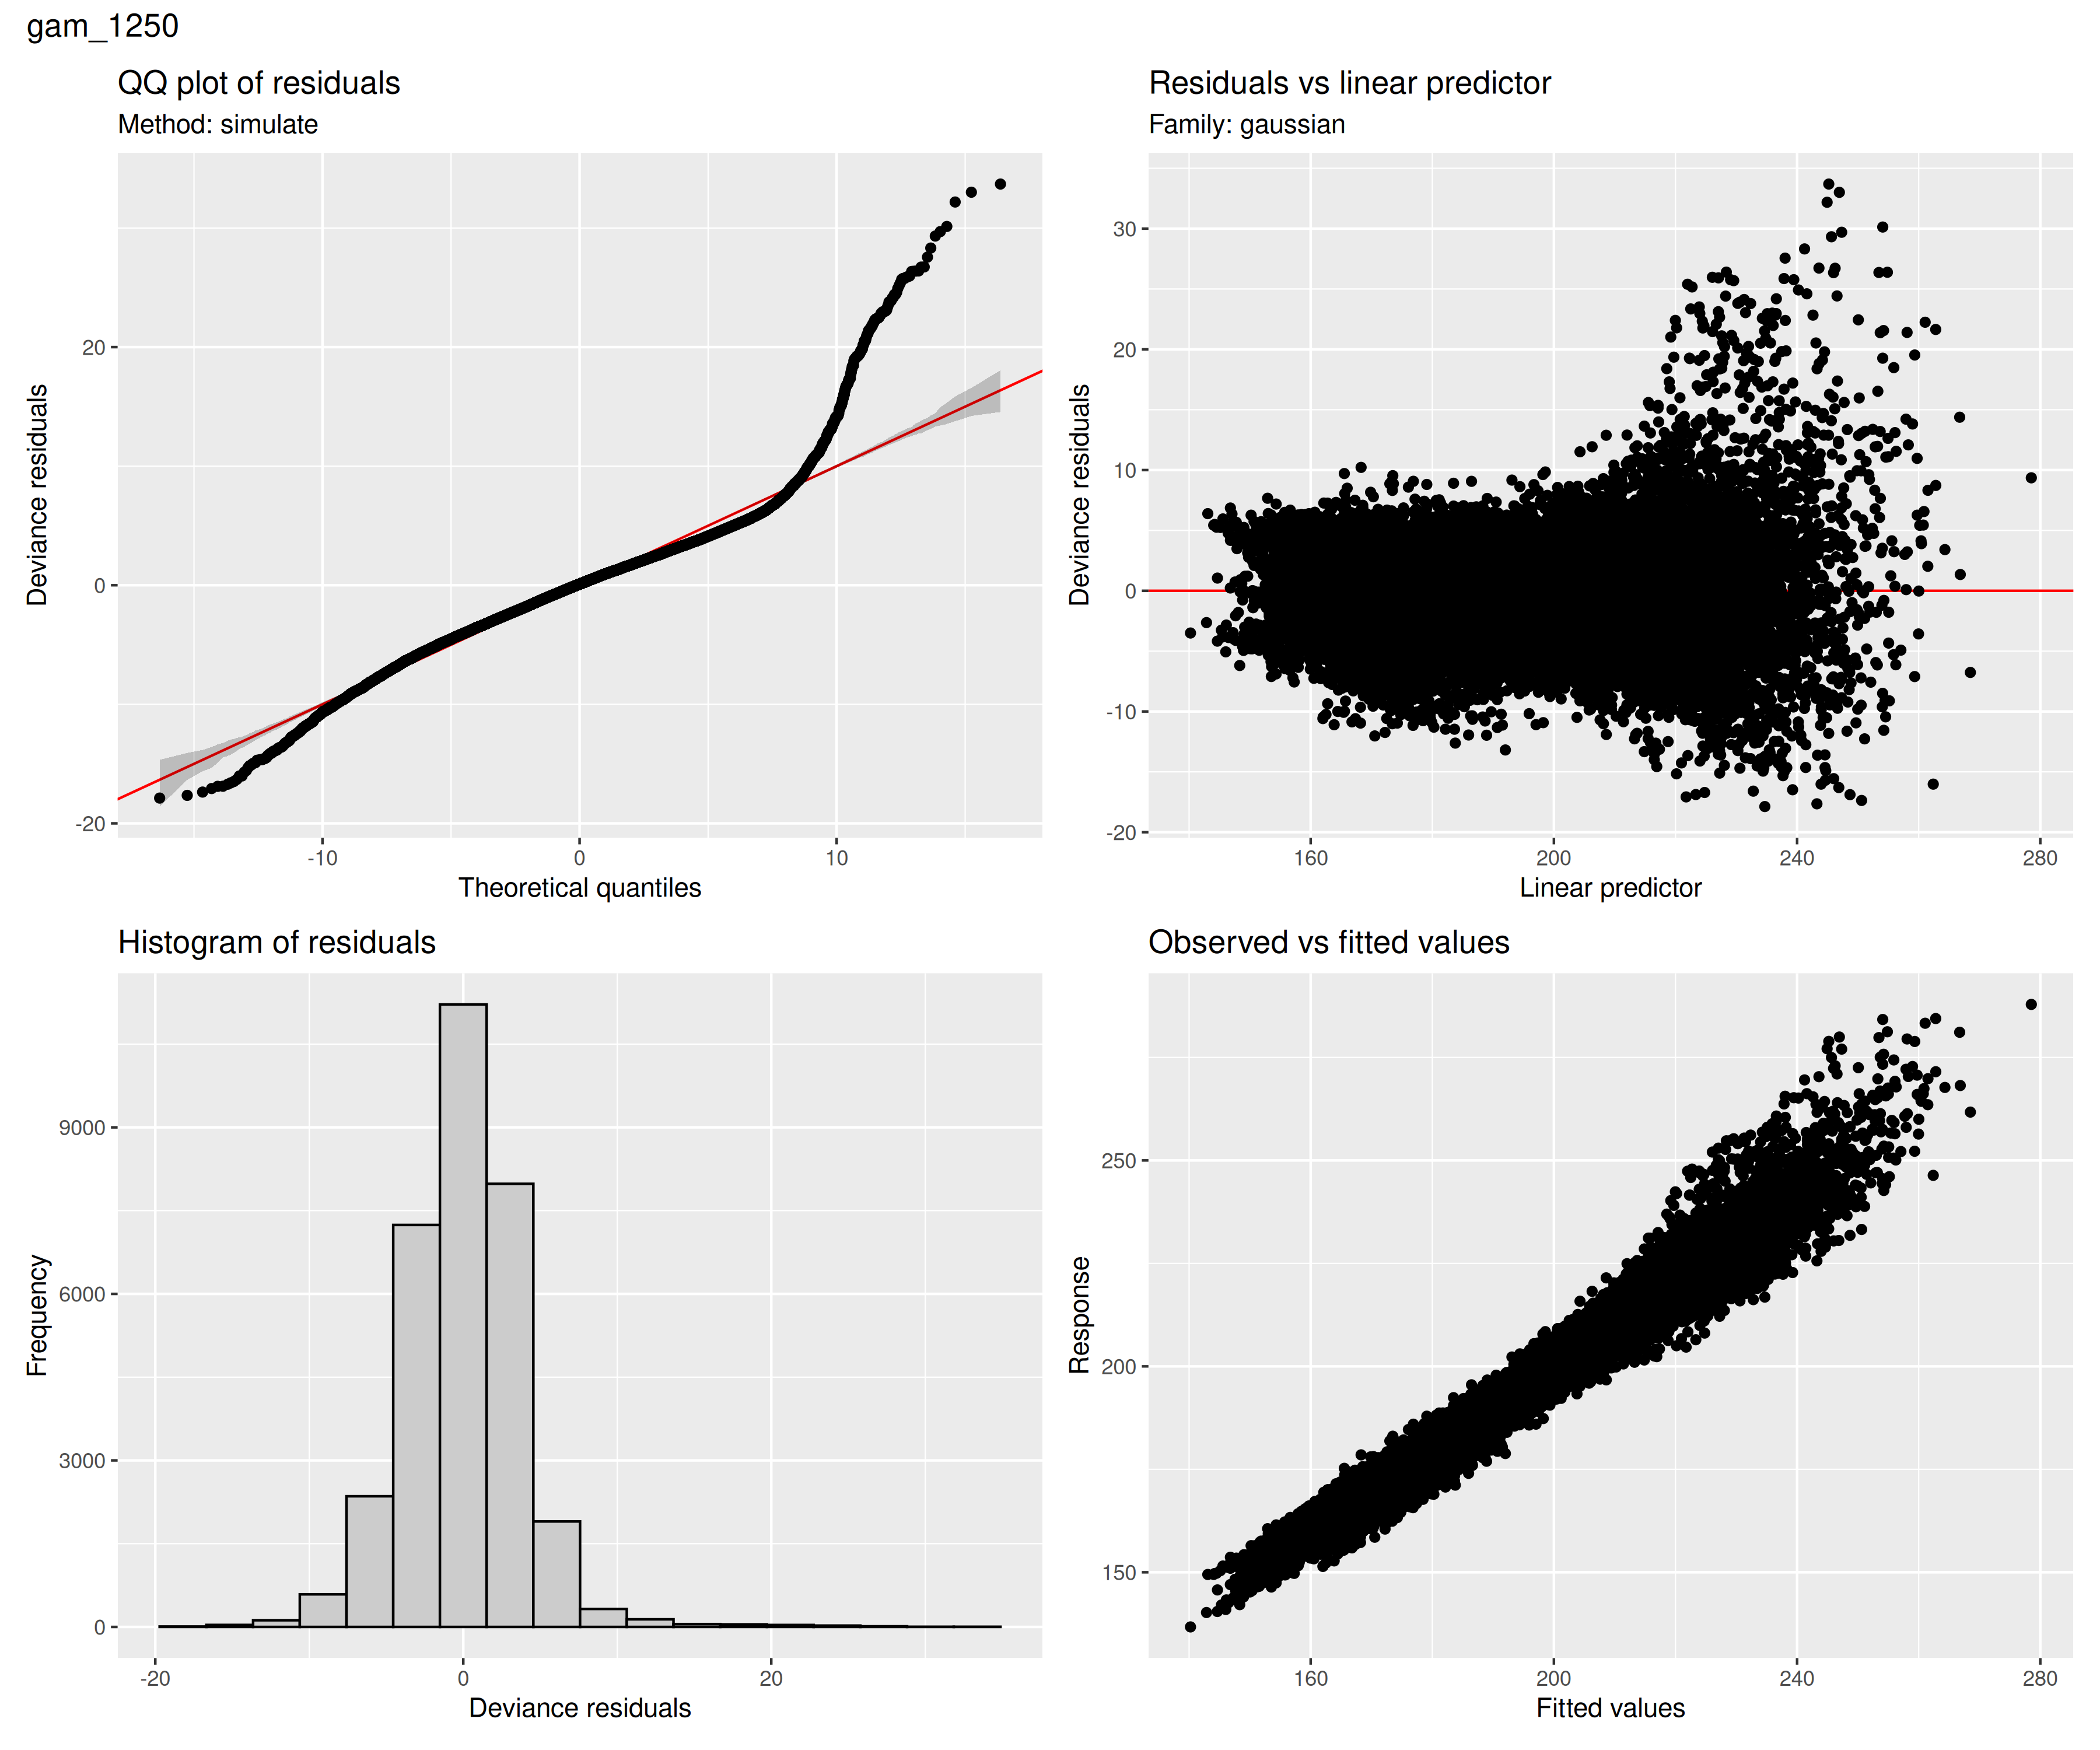 gam_1250
QQ plot of residuals
Method: simulate
Deviance residuals
20
0
-20
-10
0
10
Theoretical quantiles
Residuals vs linear predictor
Family: gaussian
Deviance residuals
30
20
10
0
-10
-20
160
200
240
280
Linear predictor
Histogram of residuals
Frequency
9000
6000
3000
0
-20
0
20
Deviance residuals
Observed vs fitted values
Response
250
200
150
160
200
240
280
Fitted values